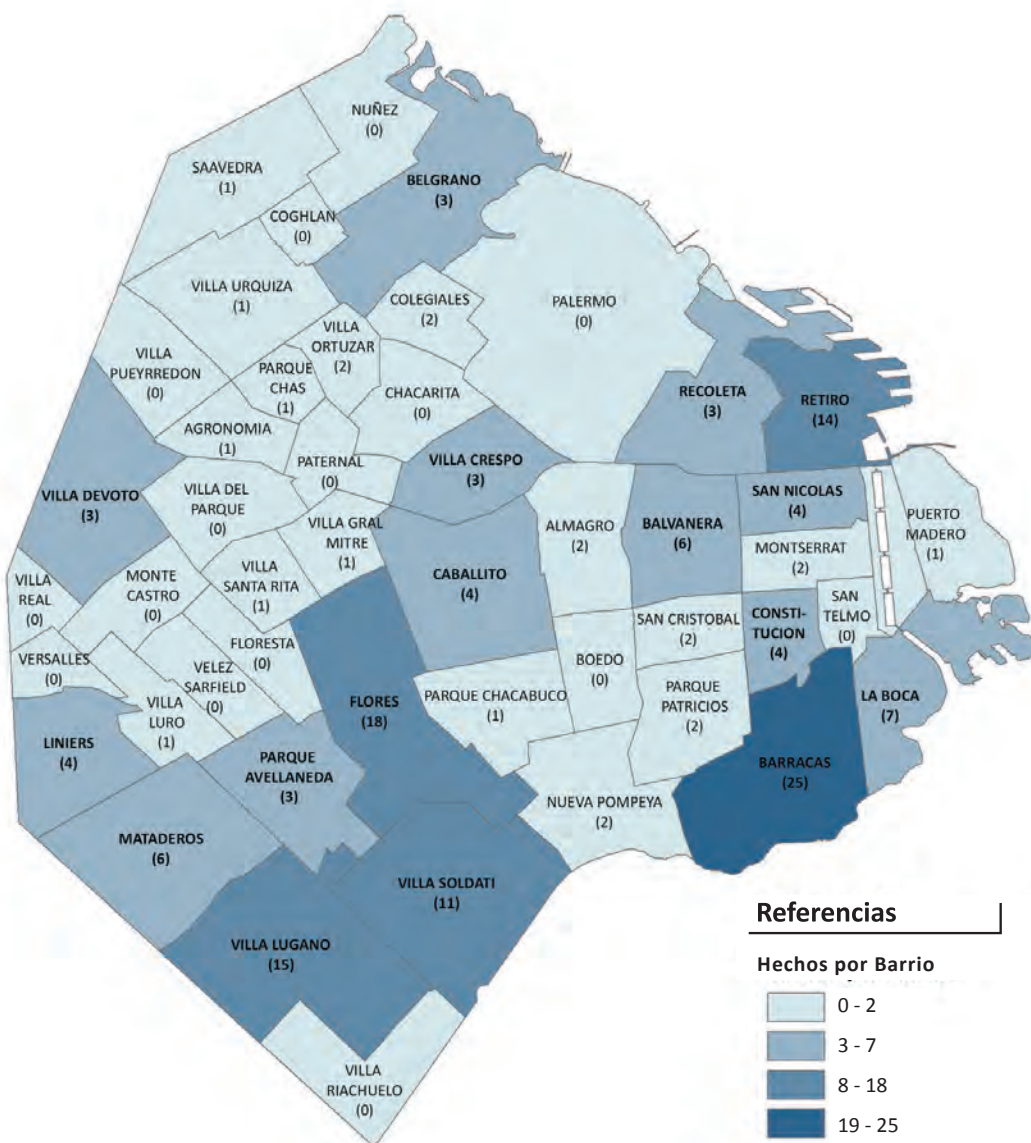 NUÑEZ
(0)
SAAVEDRA
(1)
BELGRANO
(3)
COGHLAN
(0)
VILLA URQUIZA
(1)
COLEGIALES
(2)
PALERMO
(0)
VILLA
ORTUZAR
(2)
VILLA
PUEYRREDON
(0)
PARQUE
CHAS
(1)
CHACARITA
(0)
RECOLETA
(3)
RETIRO
(14)
AGRONOMIA
(1)
PATERNAL
(0)
VILLA CRESPO
(3)
VILLA DEVOTO
(3)
VILLA DEL
PARQUE
(0)
SAN NICOLAS
(4)
VILLA GRAL
MITRE
(1)
ALMAGRO
(2)
BALVANERA
(6)
PUERTO
MADERO
(1)
MONTSERRAT
(2)
VILLA
REAL
(0)
MONTE
CASTRO
(0)
VILLA
SANTA RITA
(1)
CABALLITO
(4)
SAN
TELMO
(0)
SAN CRISTOBAL
(2)
CONSTI-
TUCION
(4)
VERSALLES
(0)
FLORESTA
(0)
VELEZ
SARFIELD
(0)
BOEDO
(0)
VILLA
LURO
(1)
FLORES
(18)
PARQUE CHACABUCO
(1)
PARQUE
PATRICIOS
(2)
LA BOCA
(7)
LINIERS
(4)
PARQUE
AVELLANEDA
(3)
BARRACAS
(25)
NUEVA POMPEYA
(2)
MATADEROS
(6)
VILLA SOLDATI
(11)
VILLA LUGANO
(15)
VILLA
RIACHUELO
(0)
Referencias
Hechos por Barrio
0 - 2
3 - 7
8 - 18
19 - 25